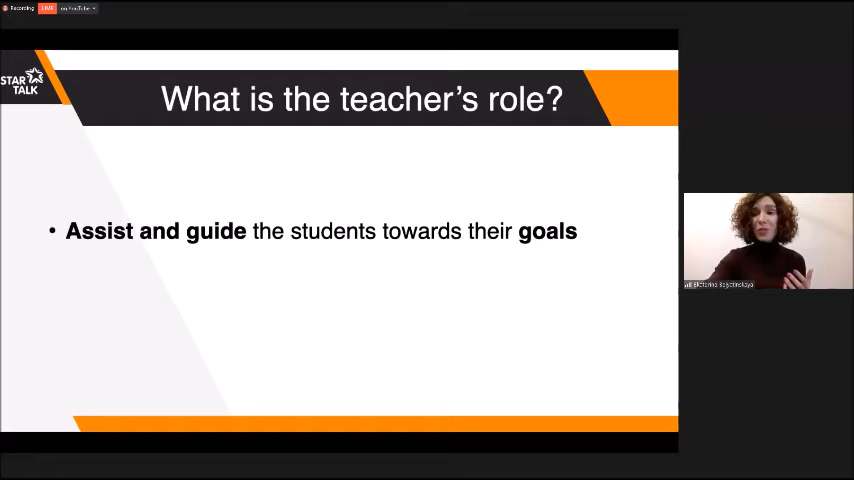 Recording
LIVE
on YouTube
STAR
TALK
What is the teacher's role?
• Assist and guide the students towards their goals
Ekaterina